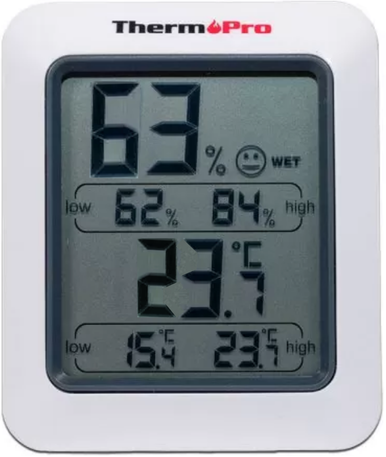 ThermoPro
63% WET
low 62% 84% high
23.7°C
low 15.4°C 23.7°C high